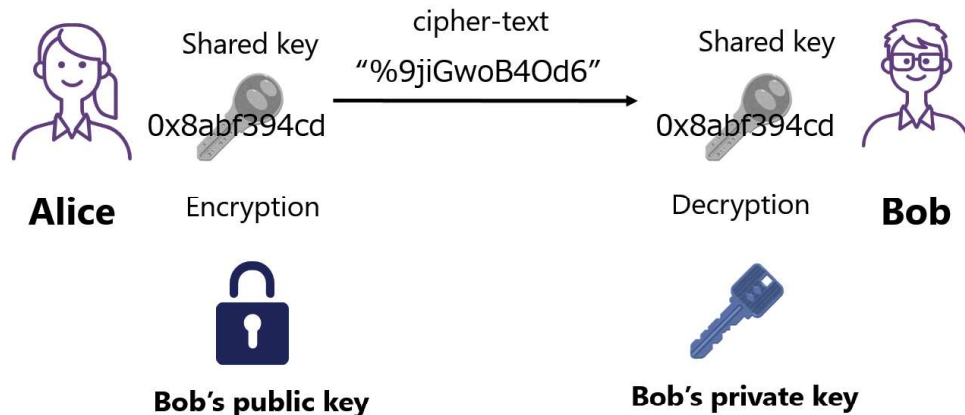 cipher-text
Shared key
Shared key
“%9jiGwoB4Od6”
0x8abf394cd
0x8abf394cd
Alice
Encryption
Decryption
Bob
Bob’s public key
Bob’s private key